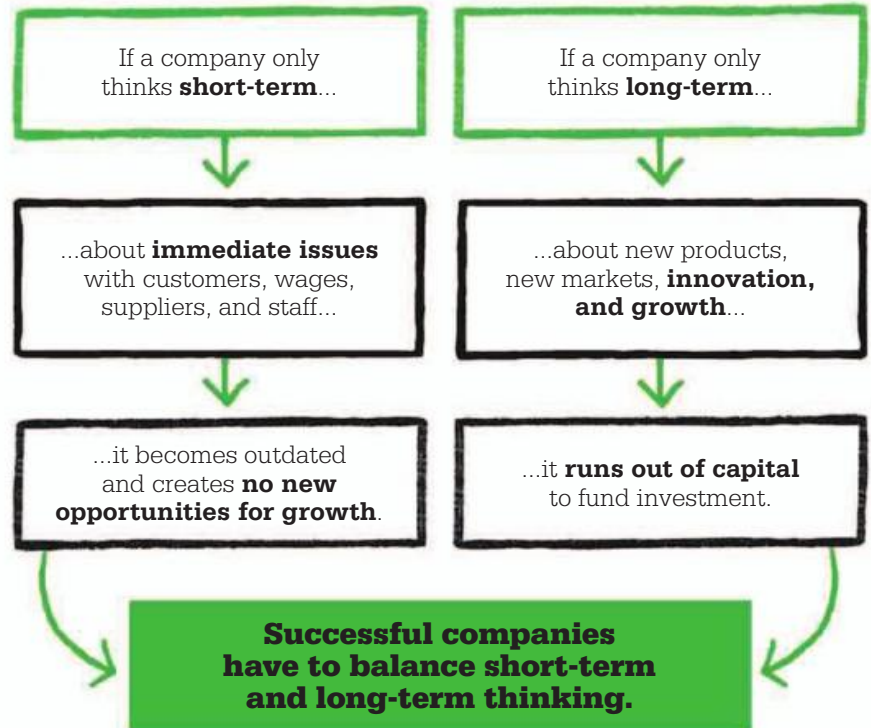 If a company only
thinks short-term...
...about immediate issues
with customers, wages,
suppliers, and staff...
...it becomes outdated
and creates no new
opportunities for growth.
If a company only
thinks long-term...
...about new products,
new markets, innovation,
and growth...
...it runs out of capital
to fund investment.
Successful companies
have to balance short-term
and long-term thinking.